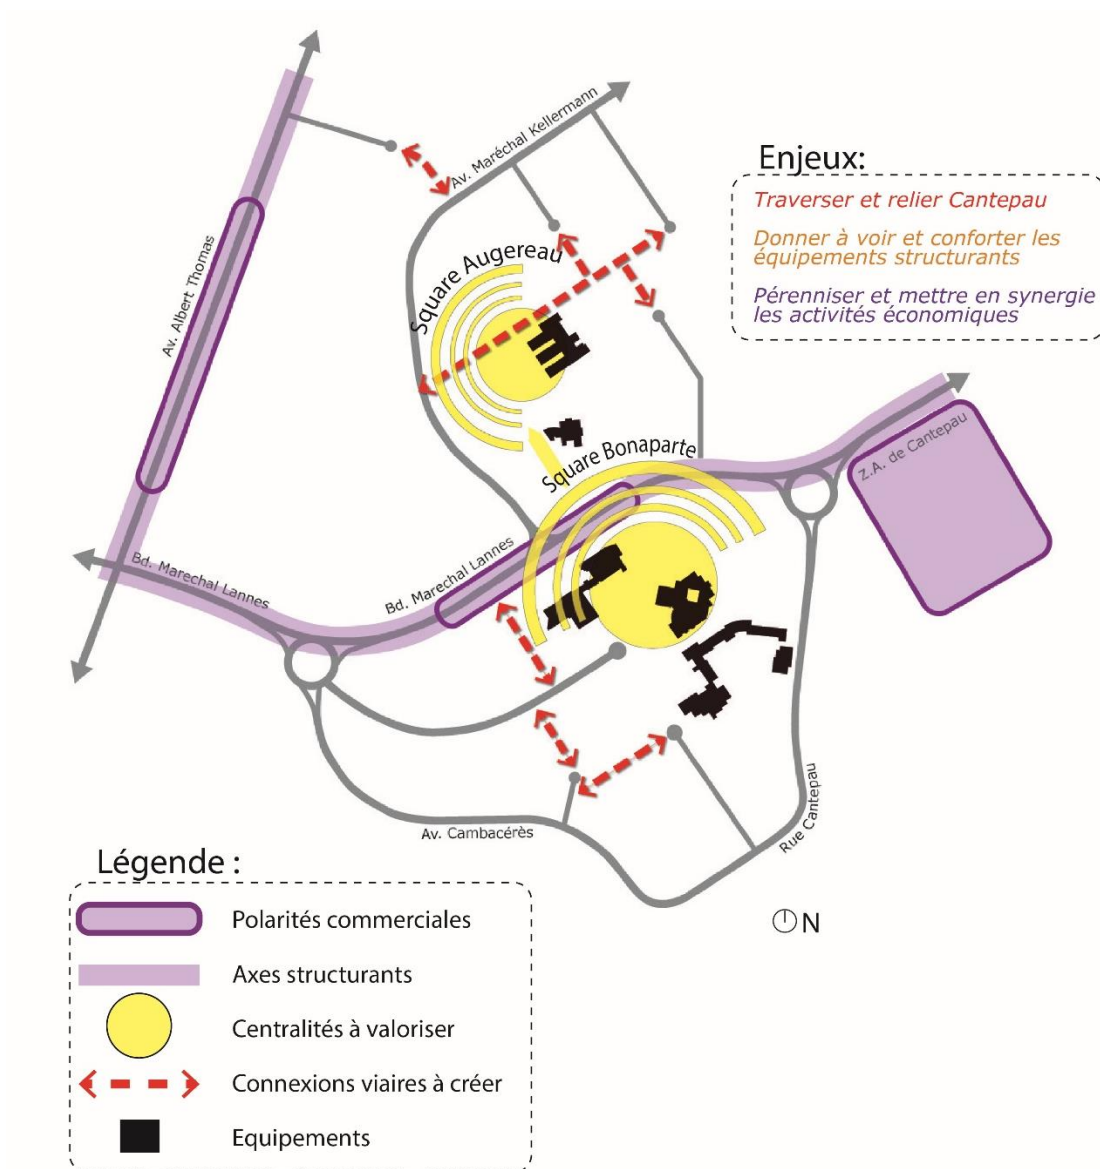 Av. Maréchal Kellermann
Enjeux:
Traverser et relier Cantepau
Donner à voir et conforter les
équipements structurants
Pérenniser et mettre en synergie
les activités économiques
Av. Albert Thomas
Square Augereau
Square Bonaparte
Z.A. de Cantepau
Bd. Marechal Lannes
Bd. Marechal Lannes
Av. Cambacérès
Rue Cantepau
N
Légende :
Polarités commerciales
Axes structurants
Centralités à valoriser
Connexions viaires à créer
Equipements